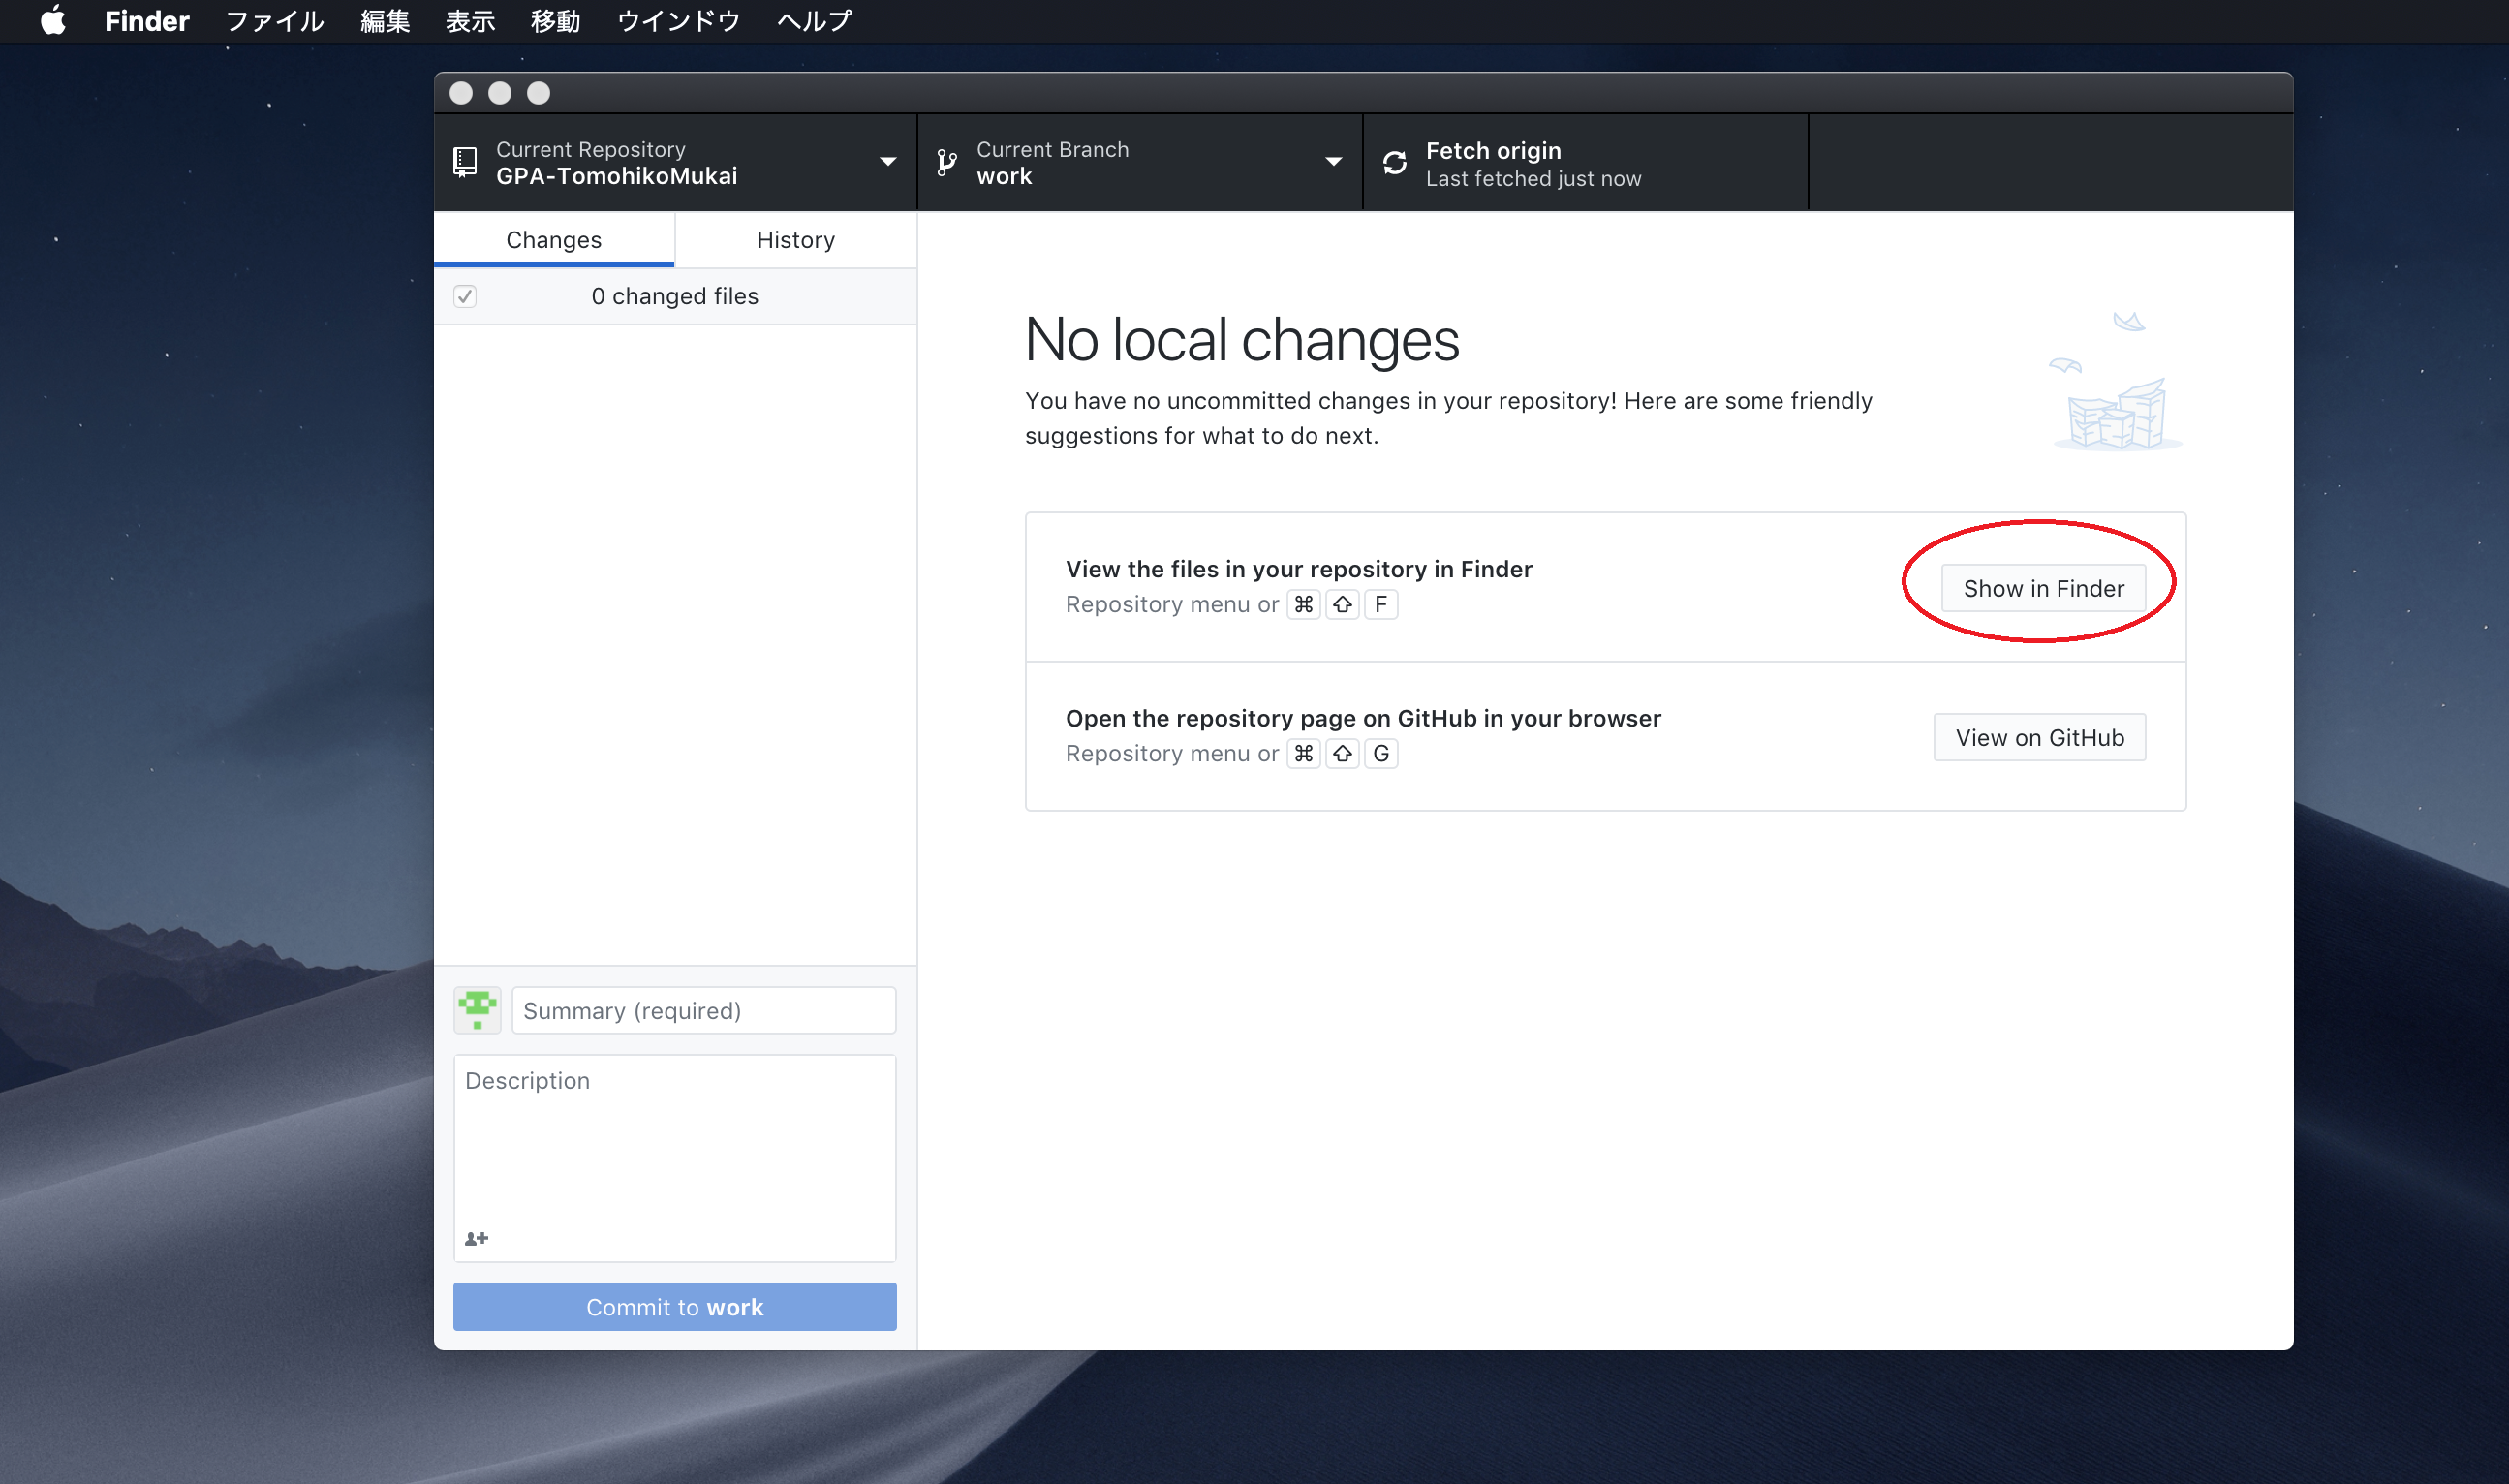 Finder ファイル 編集 表示 移動 ウインドウ ヘルプ
Current Repository
GPA-TomohikoMukai
Current Branch
work
Fetch origin
Last fetched just now
Changes
History
0 changed files
No local changes
You have no uncommitted changes in your repository! Here are some friendly
suggestions for what to do next.
View the files in your repository in Finder
Repository menu or ⌘ ⇧ F
Show in Finder
Open the repository page on GitHub in your browser
Repository menu or ⌘ ⇧ G
View on GitHub
Summary (required)
Description
Commit to work